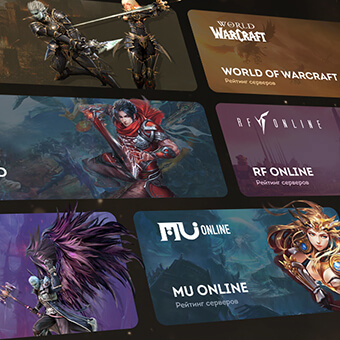 WORLD
WARCRAFT
WORLD OF WARCRAFT
Рейтинг серверов
RF ONLINE
RF ONLINE
Рейтинг серверов
MU ONLINE
MU ONLINE
Рейтинг серверов